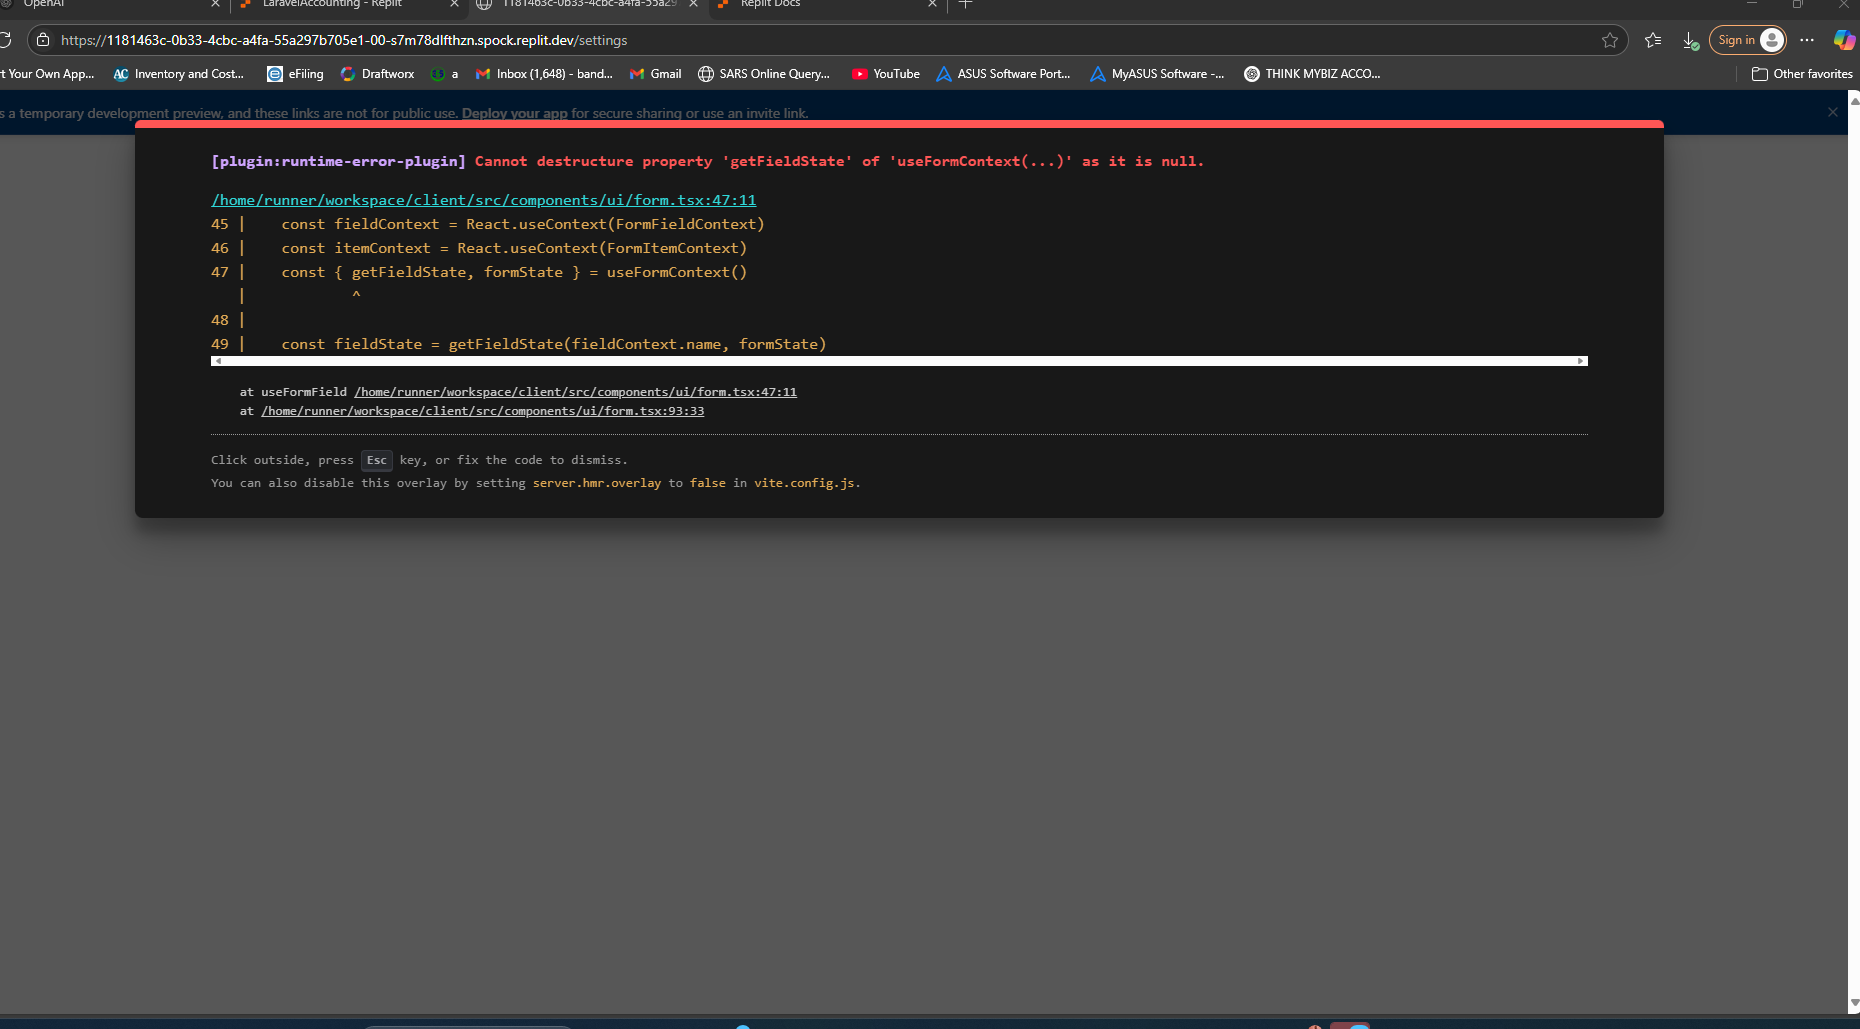 OpenAI
LaravelAccounting - Replit
1181463c-0b33-4cbc-a4fa-55a29
Replit Docs
https://1181463c-0b33-4cbc-a4fa-55a297b705e1-00-s7m78dlfthzn.spock.replit.dev/settings
Sign in
t Your Own App...
AC Inventory and Cost...
eFiling
Draftworx
a
Inbox (1,648) - band...
Gmail
SARS Online Query...
YouTube
ASUS Software Port...
MyASUS Software -...
THINK MYBIZ ACCO...
Other favorites
s a temporary development preview, and these links are not for public use. Deploy your app for secure sharing or use an invite link.
[plugin:runtime-error-plugin] Cannot destructure property 'getFieldState' of 'useFormContext(...)' as it is null.
/home/runner/workspace/client/src/components/ui/form.tsx:47:11
45 | const fieldContext = React.useContext(FormFieldContext)
46 | const itemContext = React.useContext(FormItemContext)
47 | const { getFieldState, formState } = useFormContext()
| ^
48 |
49 | const fieldState = getFieldState(fieldContext.name, formState)
at useFormField /home/runner/workspace/client/src/components/ui/form.tsx:47:11
at /home/runner/workspace/client/src/components/ui/form.tsx:93:33
Click outside, press Esc key, or fix the code to dismiss.
You can also disable this overlay by setting server.hmr.overlay to false in vite.config.js.